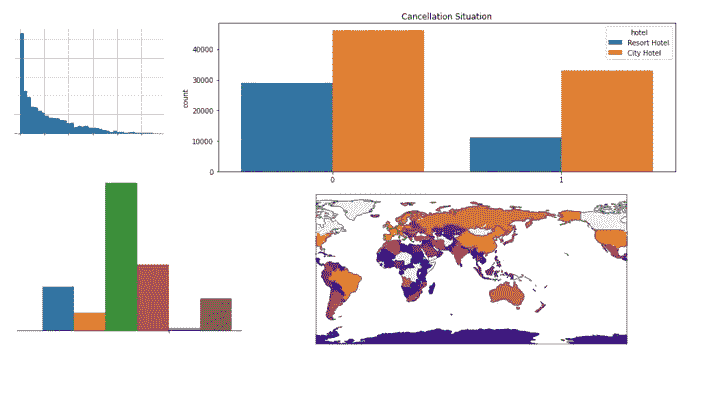 Cancellation Situation
hotel
Resort Hotel
City Hotel
40000
30000
20000
10000
0
count
0
1